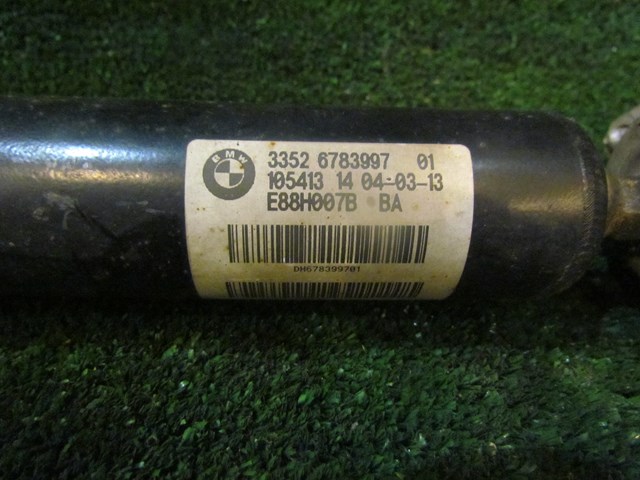 BMW
3352 6783997 01
105413 14 04-03-13
E88H007B BA
DH678399701